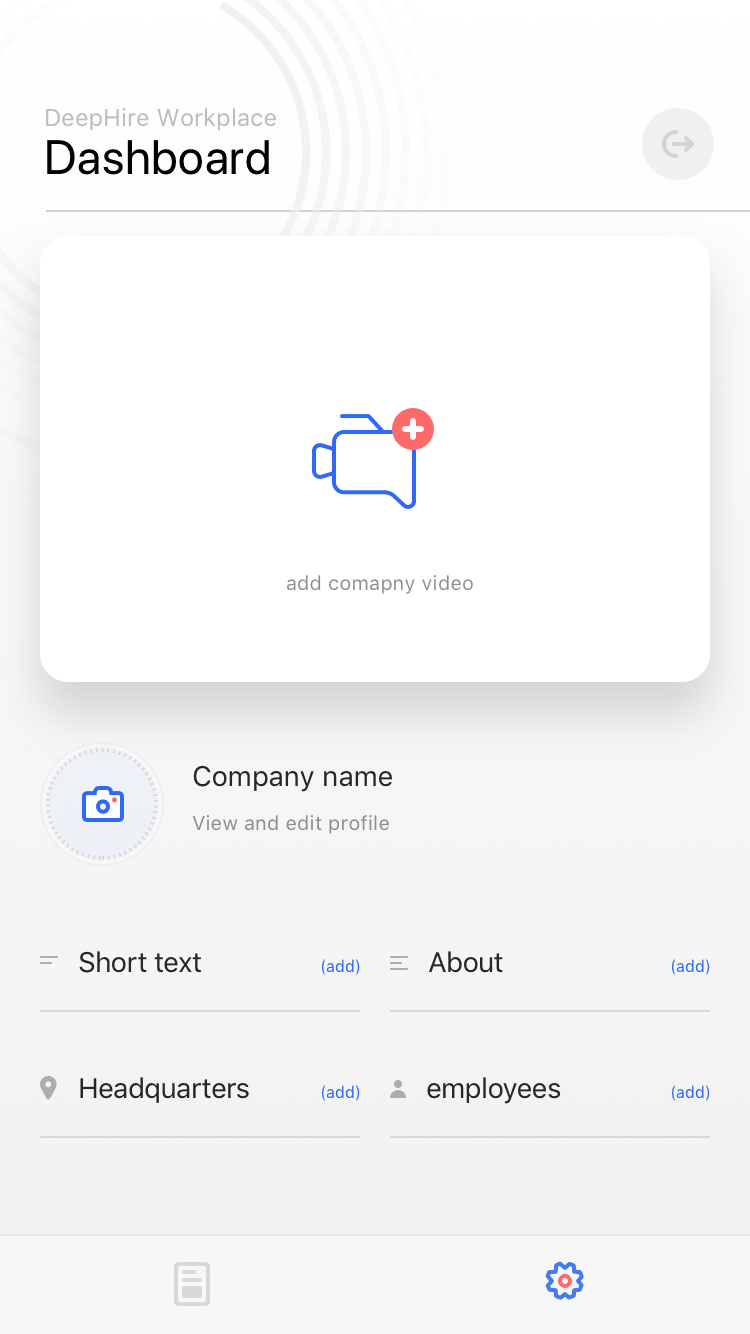 DeepHire Workplace
Dashboard
add comapny video
Company name
View and edit profile
Short text
(add)
About
(add)
Headquarters
(add)
employees
(add)